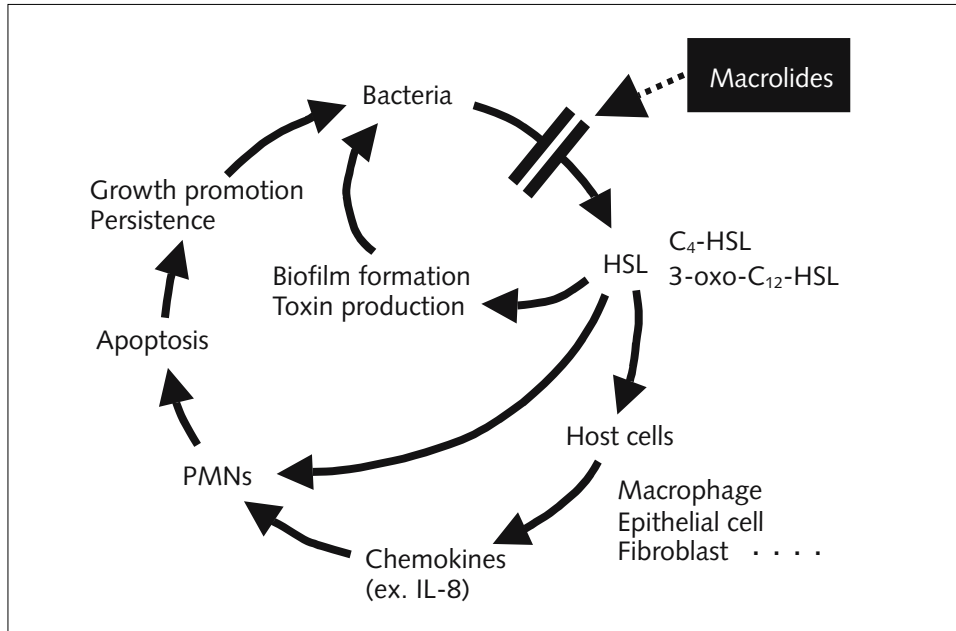 Macrolides
Bacteria
Growth promotion
Persistence
C₄-HSL
HSL
3-oxo-C₁₂-HSL
Biofilm formation
Toxin production
Apoptosis
Host cells
PMNs
Macrophage
Epithelial cell
Fibroblast · · · ·
Chemokines
(ex. IL-8)